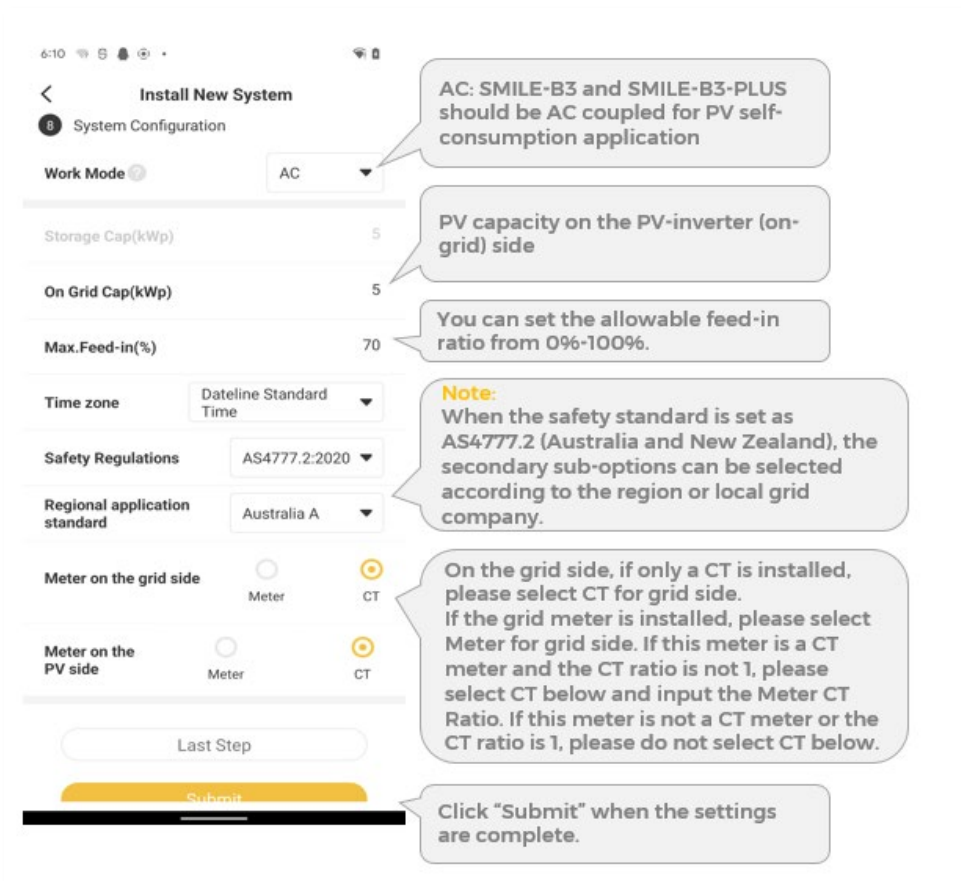 6:10
Install New System
8 System Configuration
Work Mode ? AC
Storage Cap(kWp) 5
On Grid Cap(kWp) 5
Max.Feed-in(%) 70
Time zone Dateline Standard
Time
Safety Regulations AS4777.2:2020
Regional application
standard Australia A
Meter on the grid side
Meter CT
Meter on the
PV side
Meter CT
Last Step
Submit
AC: SMILE-B3 and SMILE-B3-PLUS
should be AC coupled for PV self-
consumption application
PV capacity on the PV-inverter (on-
grid) side
You can set the allowable feed-in
ratio from 0%-100%.
Note:
When the safety standard is set as
AS4777.2 (Australia and New Zealand), the
secondary sub-options can be selected
according to the region or local grid
company.
On the grid side, if only a CT is installed,
please select CT for grid side.
If the grid meter is installed, please select
Meter for grid side. If this meter is a CT
meter and the CT ratio is not 1, please
select CT below and input the Meter CT
Ratio. If this meter is not a CT meter or the
CT ratio is 1, please do not select CT below.
Click “Submit” when the settings
are complete.